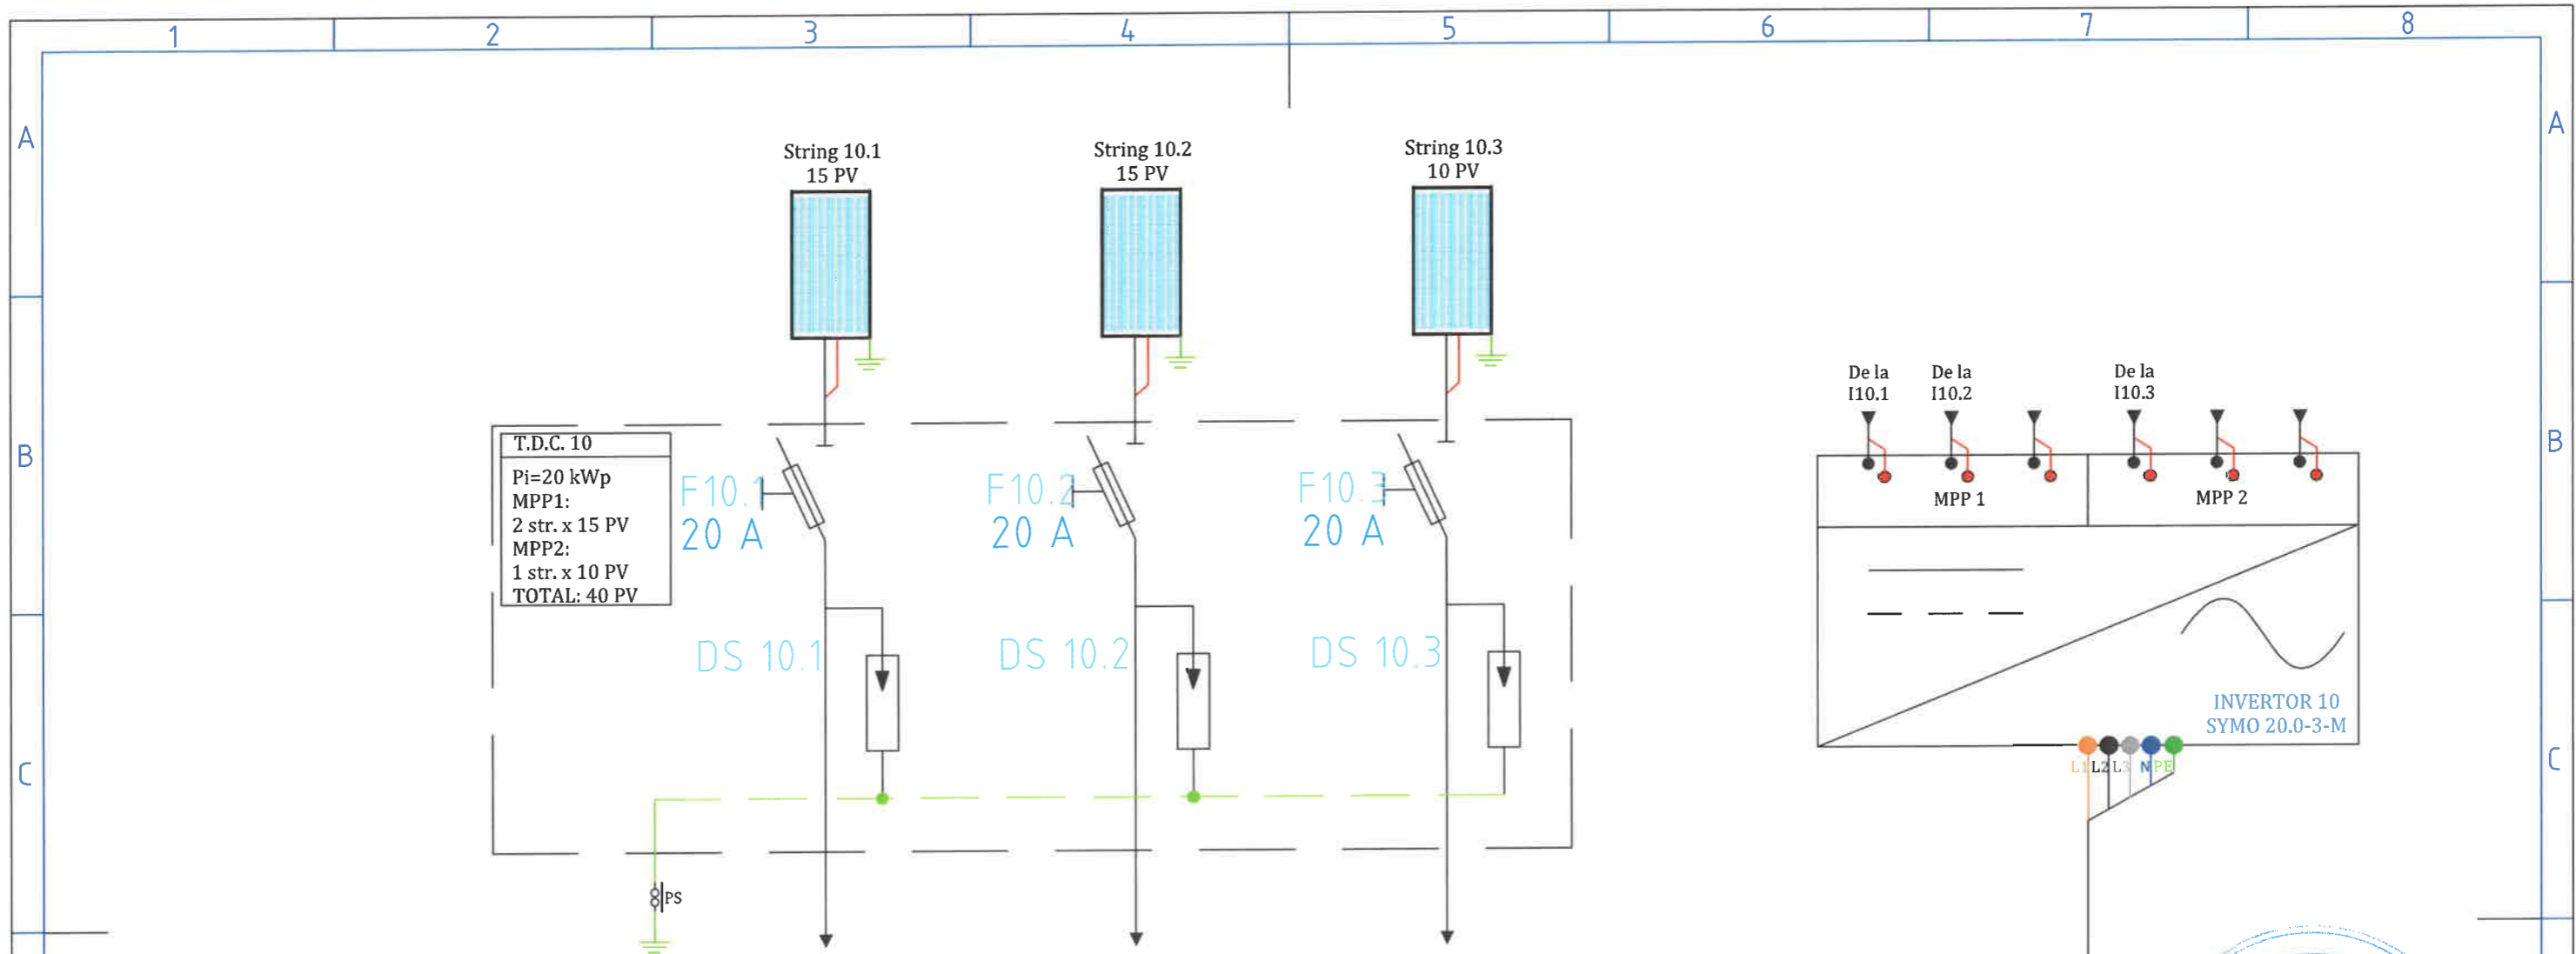 1 2 3 4 5 6 7 8
A A
String 10.1
15 PV
String 10.2
15 PV
String 10.3
10 PV
De la
I10.1
De la
I10.2
De la
I10.3
B B
T.D.C. 10
Pi=20 kWp
MPP1:
2 str. x 15 PV
MPP2:
1 str. x 10 PV
TOTAL: 40 PV
F10.1
20 A
F10.2
20 A
F10.3
20 A
MPP 1
MPP 2
DS 10.1
DS 10.2
DS 10.3
INVERTOR 10
SYMO 20.0-3-M
C C
L1 L2 L3 N PE
PS